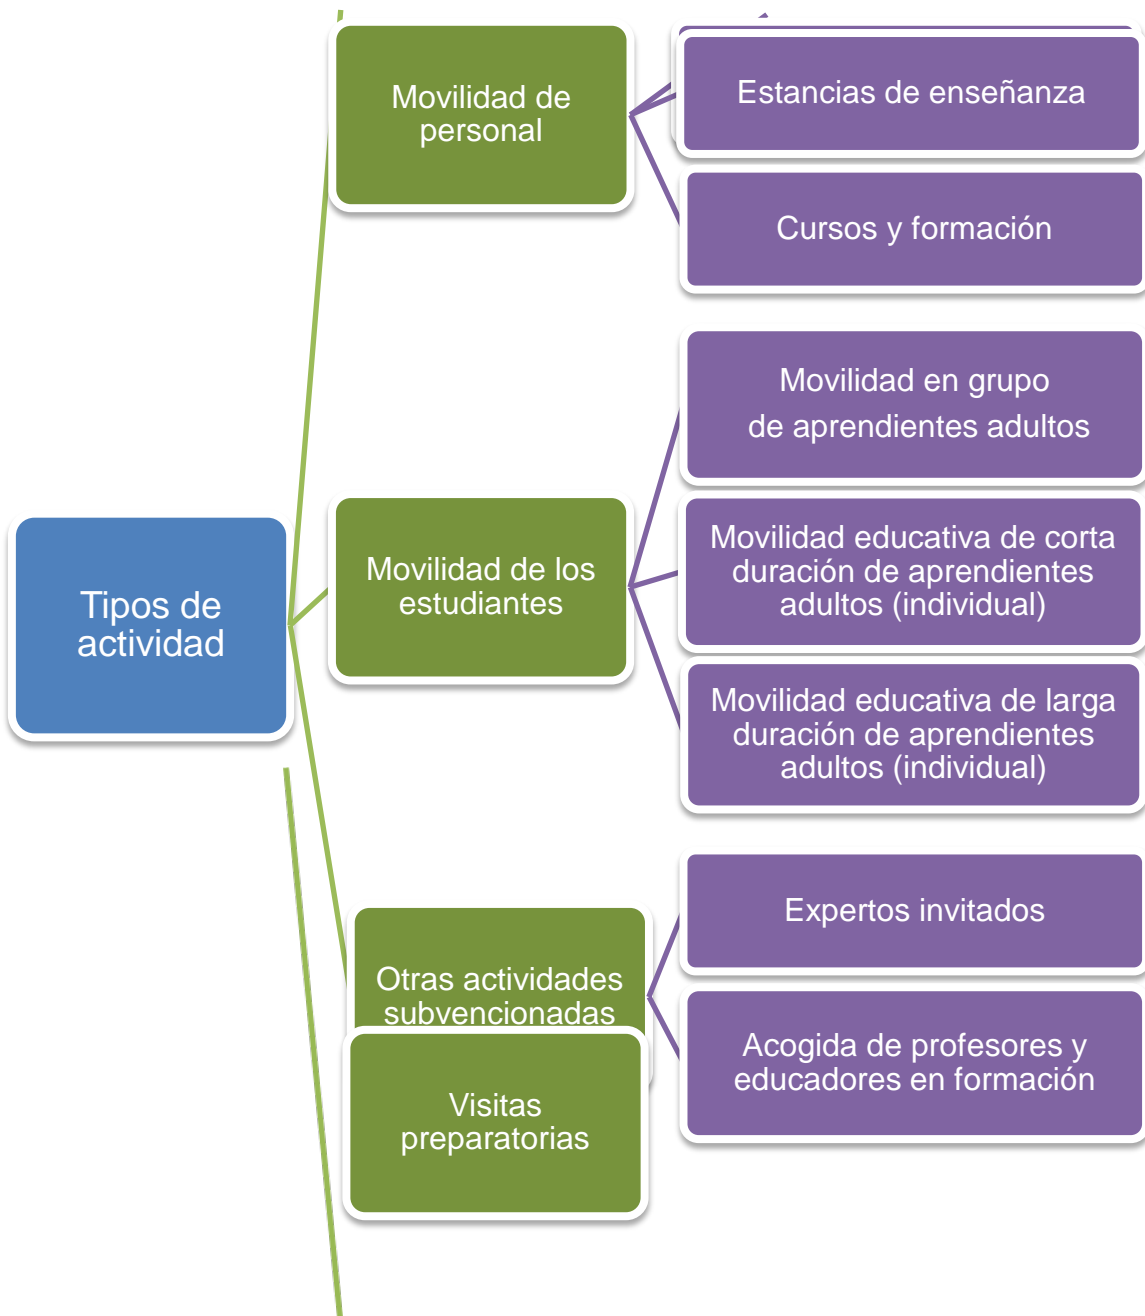 Movilidad de
personal
Estancias de enseñanza
Cursos y formación
Tipos de
actividad
Movilidad de los
estudiantes
Movilidad en grupo
de aprendientes adultos
Movilidad educativa de corta
duración de aprendientes
adultos (individual)
Movilidad educativa de larga
duración de aprendientes
adultos (individual)
Otras actividades
subvencionadas
Expertos invitados
Acogida de profesores y
educadores en formación
Visitas
preparatorias